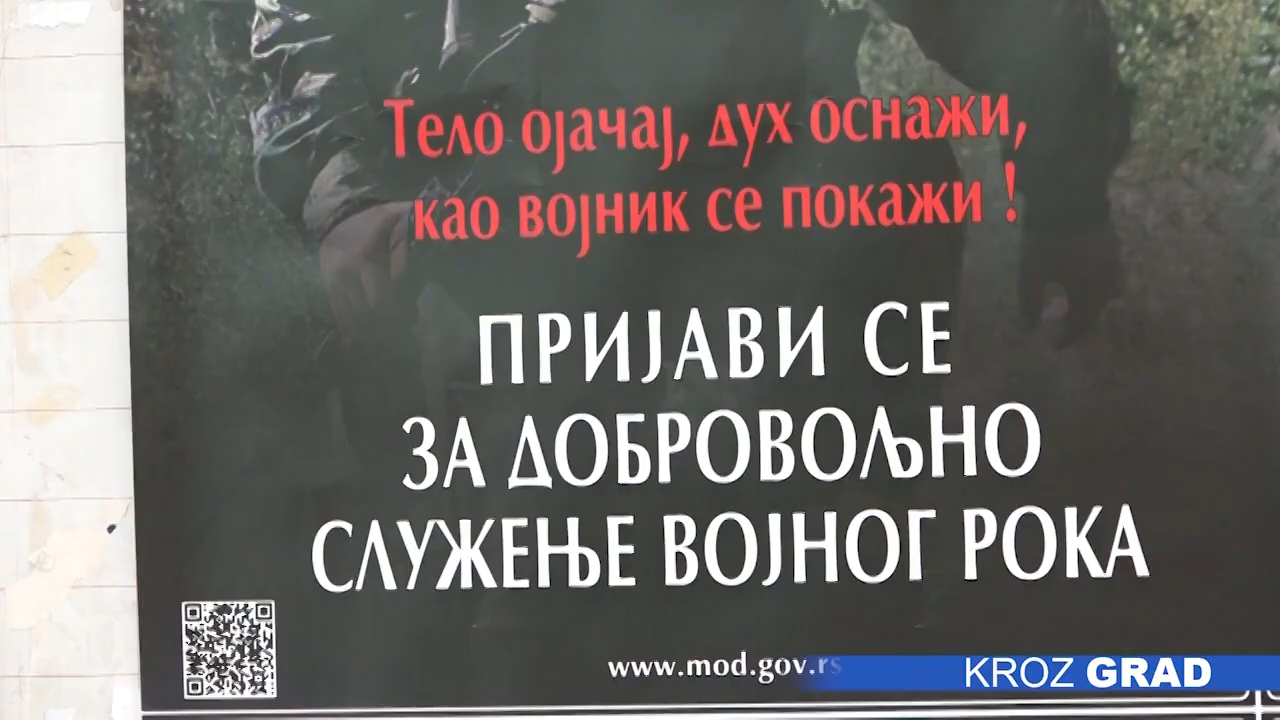 Тело ојачај, дух оснажи,
као војник се покажи !
ПРИЈАВИ СЕ
ЗА ДОБРОВОЉНО
СЛУЖЕЊЕ ВОЈНОГ РОКА
www.mod.gov.rs
KROZ GRAD